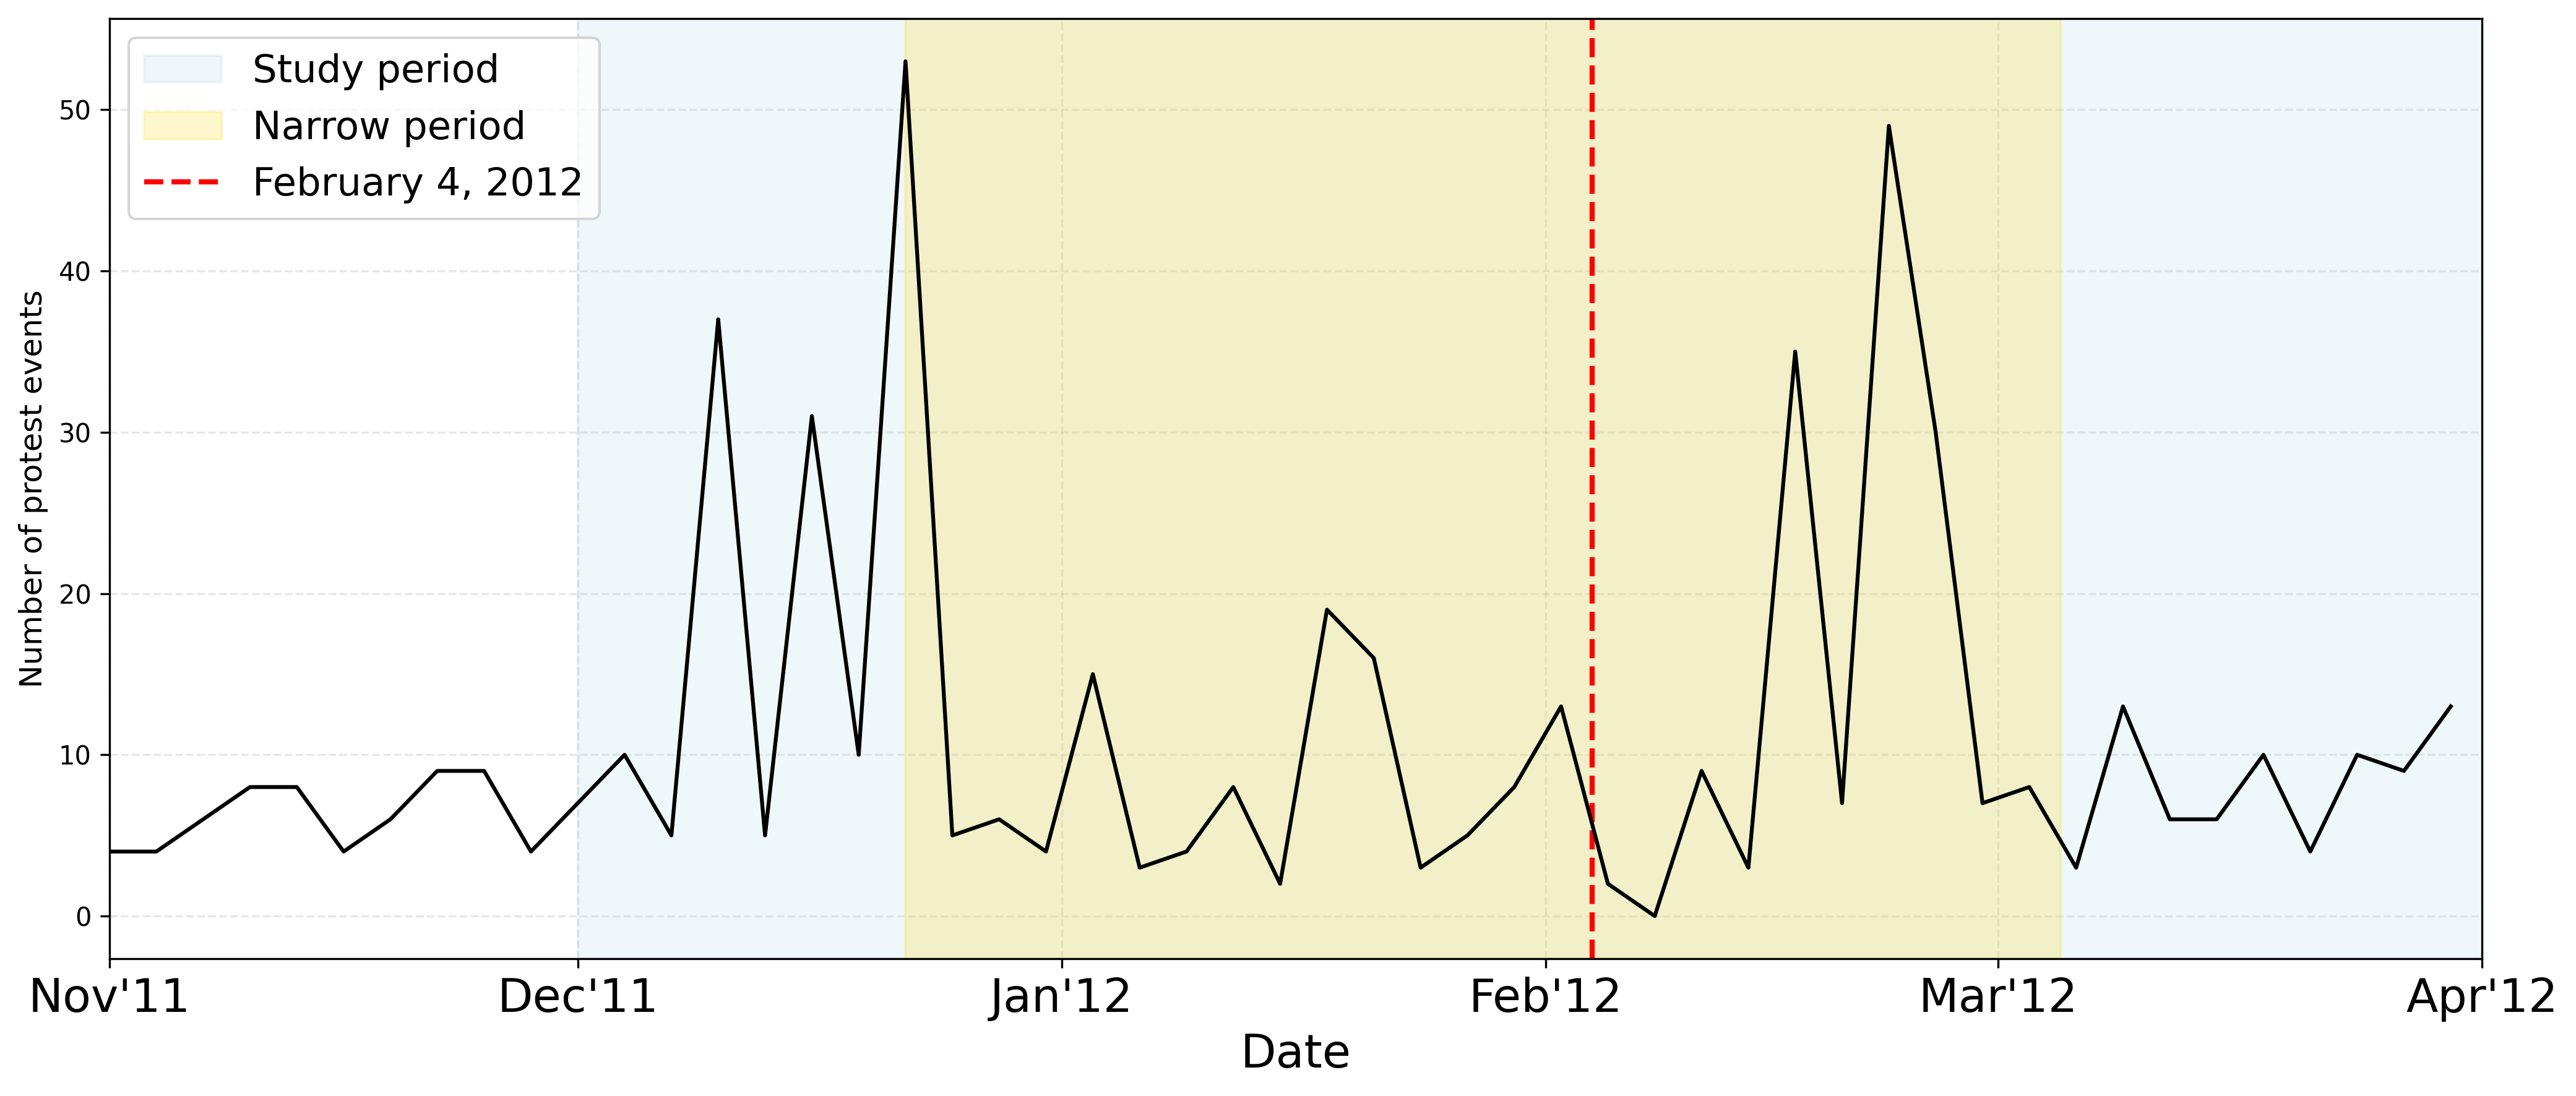 Study period
Narrow period
February 4, 2012
Number of protest events
50
40
30
20
10
0
Nov'11 Dec'11 Jan'12 Feb'12 Mar'12 Apr'12
Date